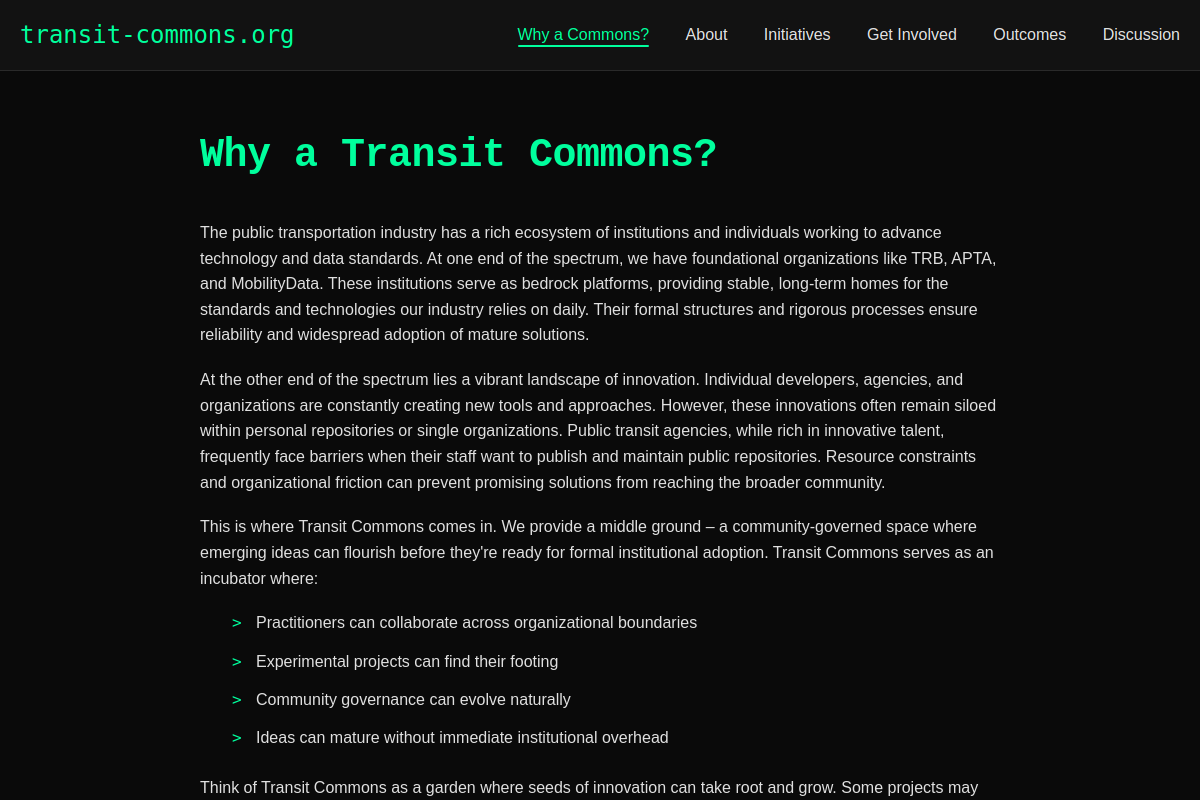 transit-commons.org
Why a Commons?
About
Initiatives
Get Involved
Outcomes
Discussion
Why a Transit Commons?
The public transportation industry has a rich ecosystem of institutions and individuals working to advance
technology and data standards. At one end of the spectrum, we have foundational organizations like TRB, APTA,
and MobilityData. These institutions serve as bedrock platforms, providing stable, long-term homes for the
standards and technologies our industry relies on daily. Their formal structures and rigorous processes ensure
reliability and widespread adoption of mature solutions.
At the other end of the spectrum lies a vibrant landscape of innovation. Individual developers, agencies, and
organizations are constantly creating new tools and approaches. However, these innovations often remain siloed
within personal repositories or single organizations. Public transit agencies, while rich in innovative talent,
frequently face barriers when their staff want to publish and maintain public repositories. Resource constraints
and organizational friction can prevent promising solutions from reaching the broader community.
This is where Transit Commons comes in. We provide a middle ground – a community-governed space where
emerging ideas can flourish before they're ready for formal institutional adoption. Transit Commons serves as an
incubator where:
> Practitioners can collaborate across organizational boundaries
> Experimental projects can find their footing
> Community governance can evolve naturally
> Ideas can mature without immediate institutional overhead
Think of Transit Commons as a garden where seeds of innovation can take root and grow. Some projects may